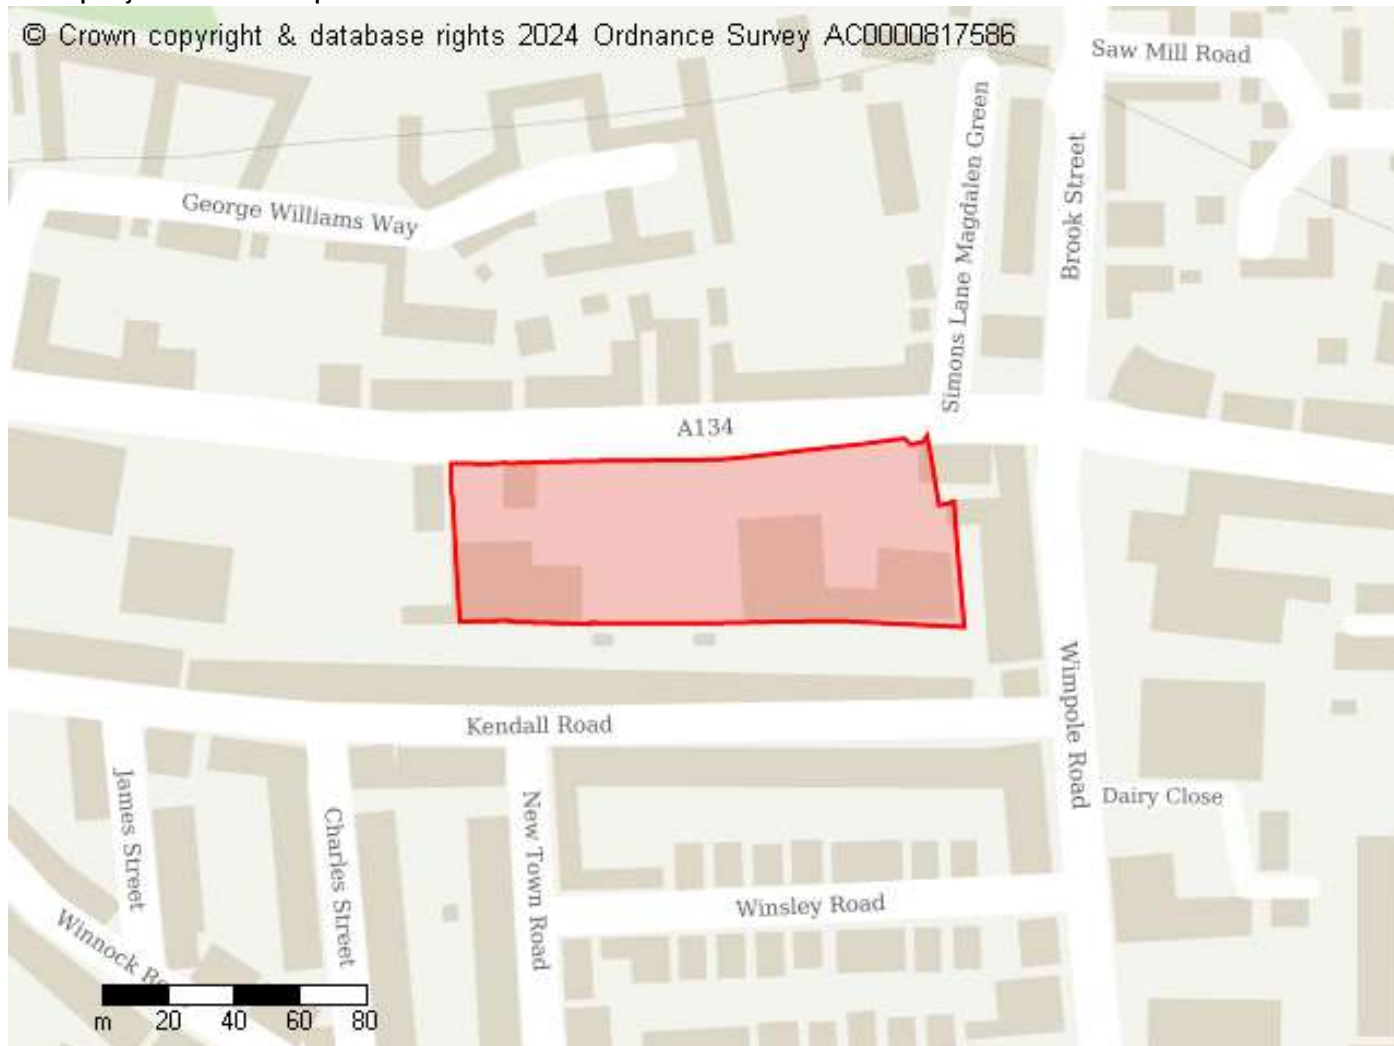 © Crown copyright & database rights 2024 Ordnance Survey AC0000817586
Saw Mill Road
Simons Lane Magdalen Green
Brook Street
George Williams Way
A134
Kendall Road
Wimpole Road
James Street
Charles Street
New Town Road
Dairy Close
Winsley Road
Winnock
m 20 40 60 80